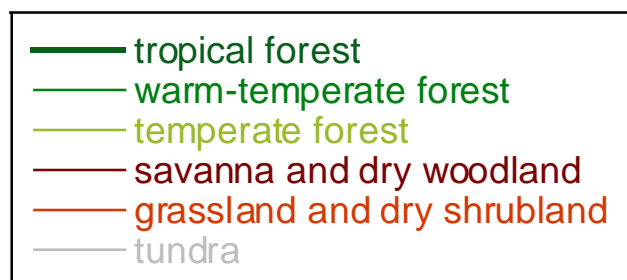 tropical forest
warm-temperate forest
temperate forest
savanna and dry woodland
grassland and dry shrubland
tundra